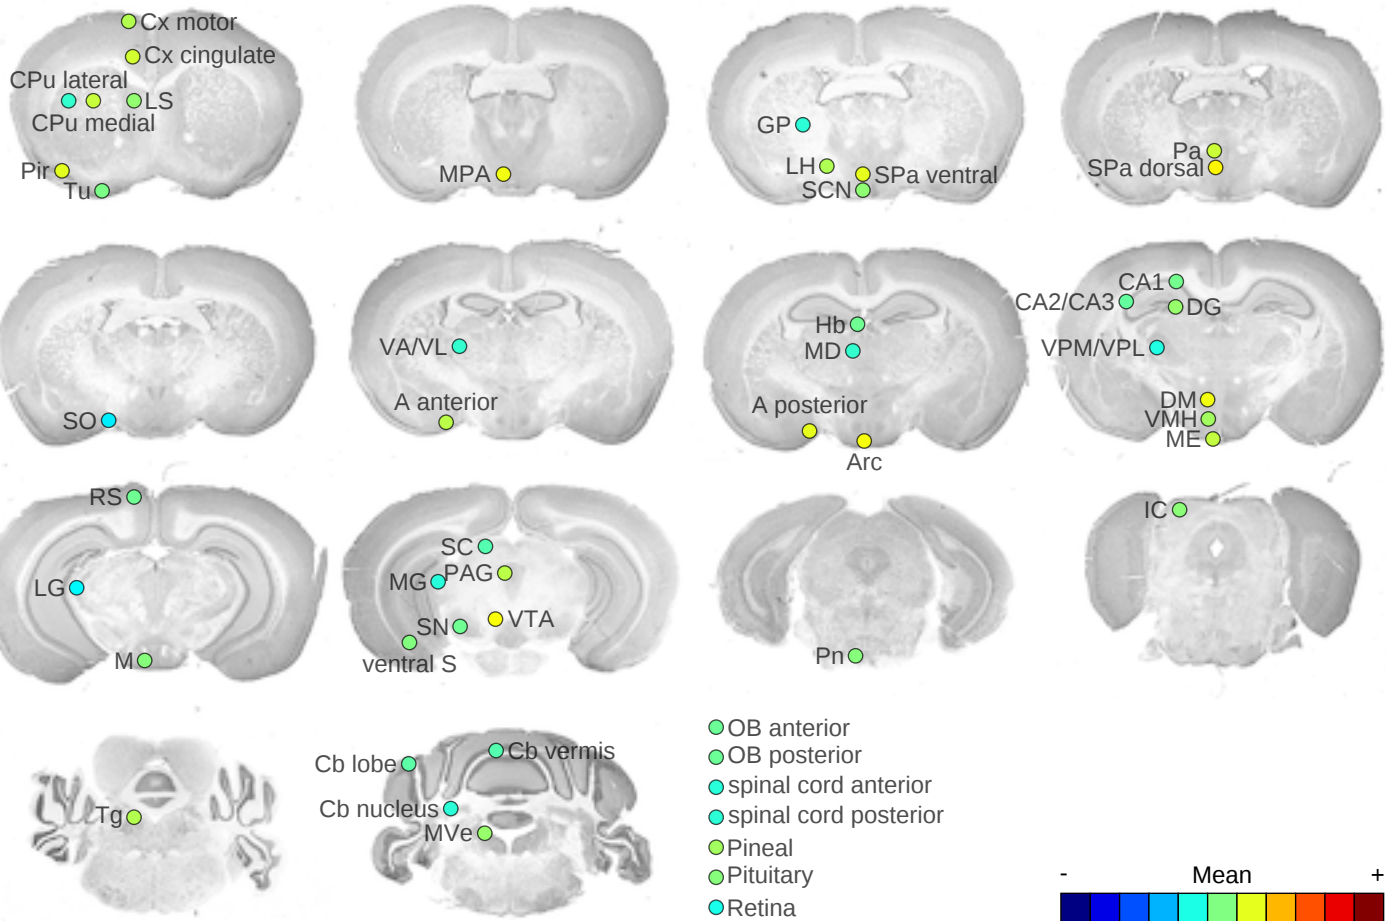 Cx motor
Cx cingulate
CPu lateral
LS
CPu medial
Pir
Tu
MPA
GP
LH
SPa ventral
SCN
Pa
SPa dorsal
SO
VA/VL
A anterior
Hb
MD
A posterior
Arc
CA1
CA2/CA3
DG
VPM/VPL
DM
VMH
ME
RS
LG
M
SC
MG
PAG
SN
VTA
ventral S
Pn
IC
Tg
Cb lobe
Cb vermis
Cb nucleus
MVe
OB anterior
OB posterior
spinal cord anterior
spinal cord posterior
Pineal
Pituitary
Retina
- Mean +